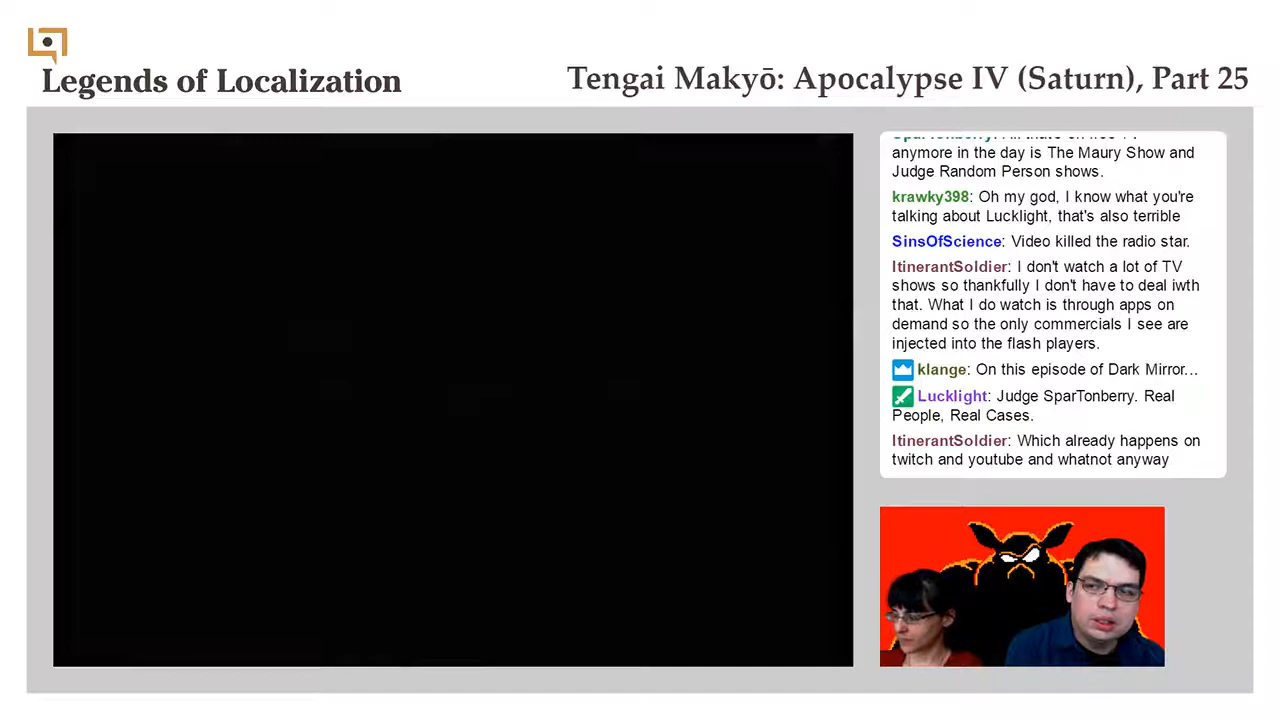 Legends of Localization
Tengai Makyō: Apocalypse IV (Saturn), Part 25
anymore in the day is The Maury Show and
Judge Random Person shows.
krawky398: Oh my god, I know what you're
talking about Lucklight, that's also terrible
SinsOfScience: Video killed the radio star.
ItinerantSoldier: I don't watch a lot of TV
shows so thankfully I don't have to deal iwth
that. What I do watch is through apps on
demand so the only commercials I see are
injected into the flash players.
klange: On this episode of Dark Mirror...
Lucklight: Judge SparTonberry. Real
People, Real Cases.
ItinerantSoldier: Which already happens on
twitch and youtube and whatnot anyway